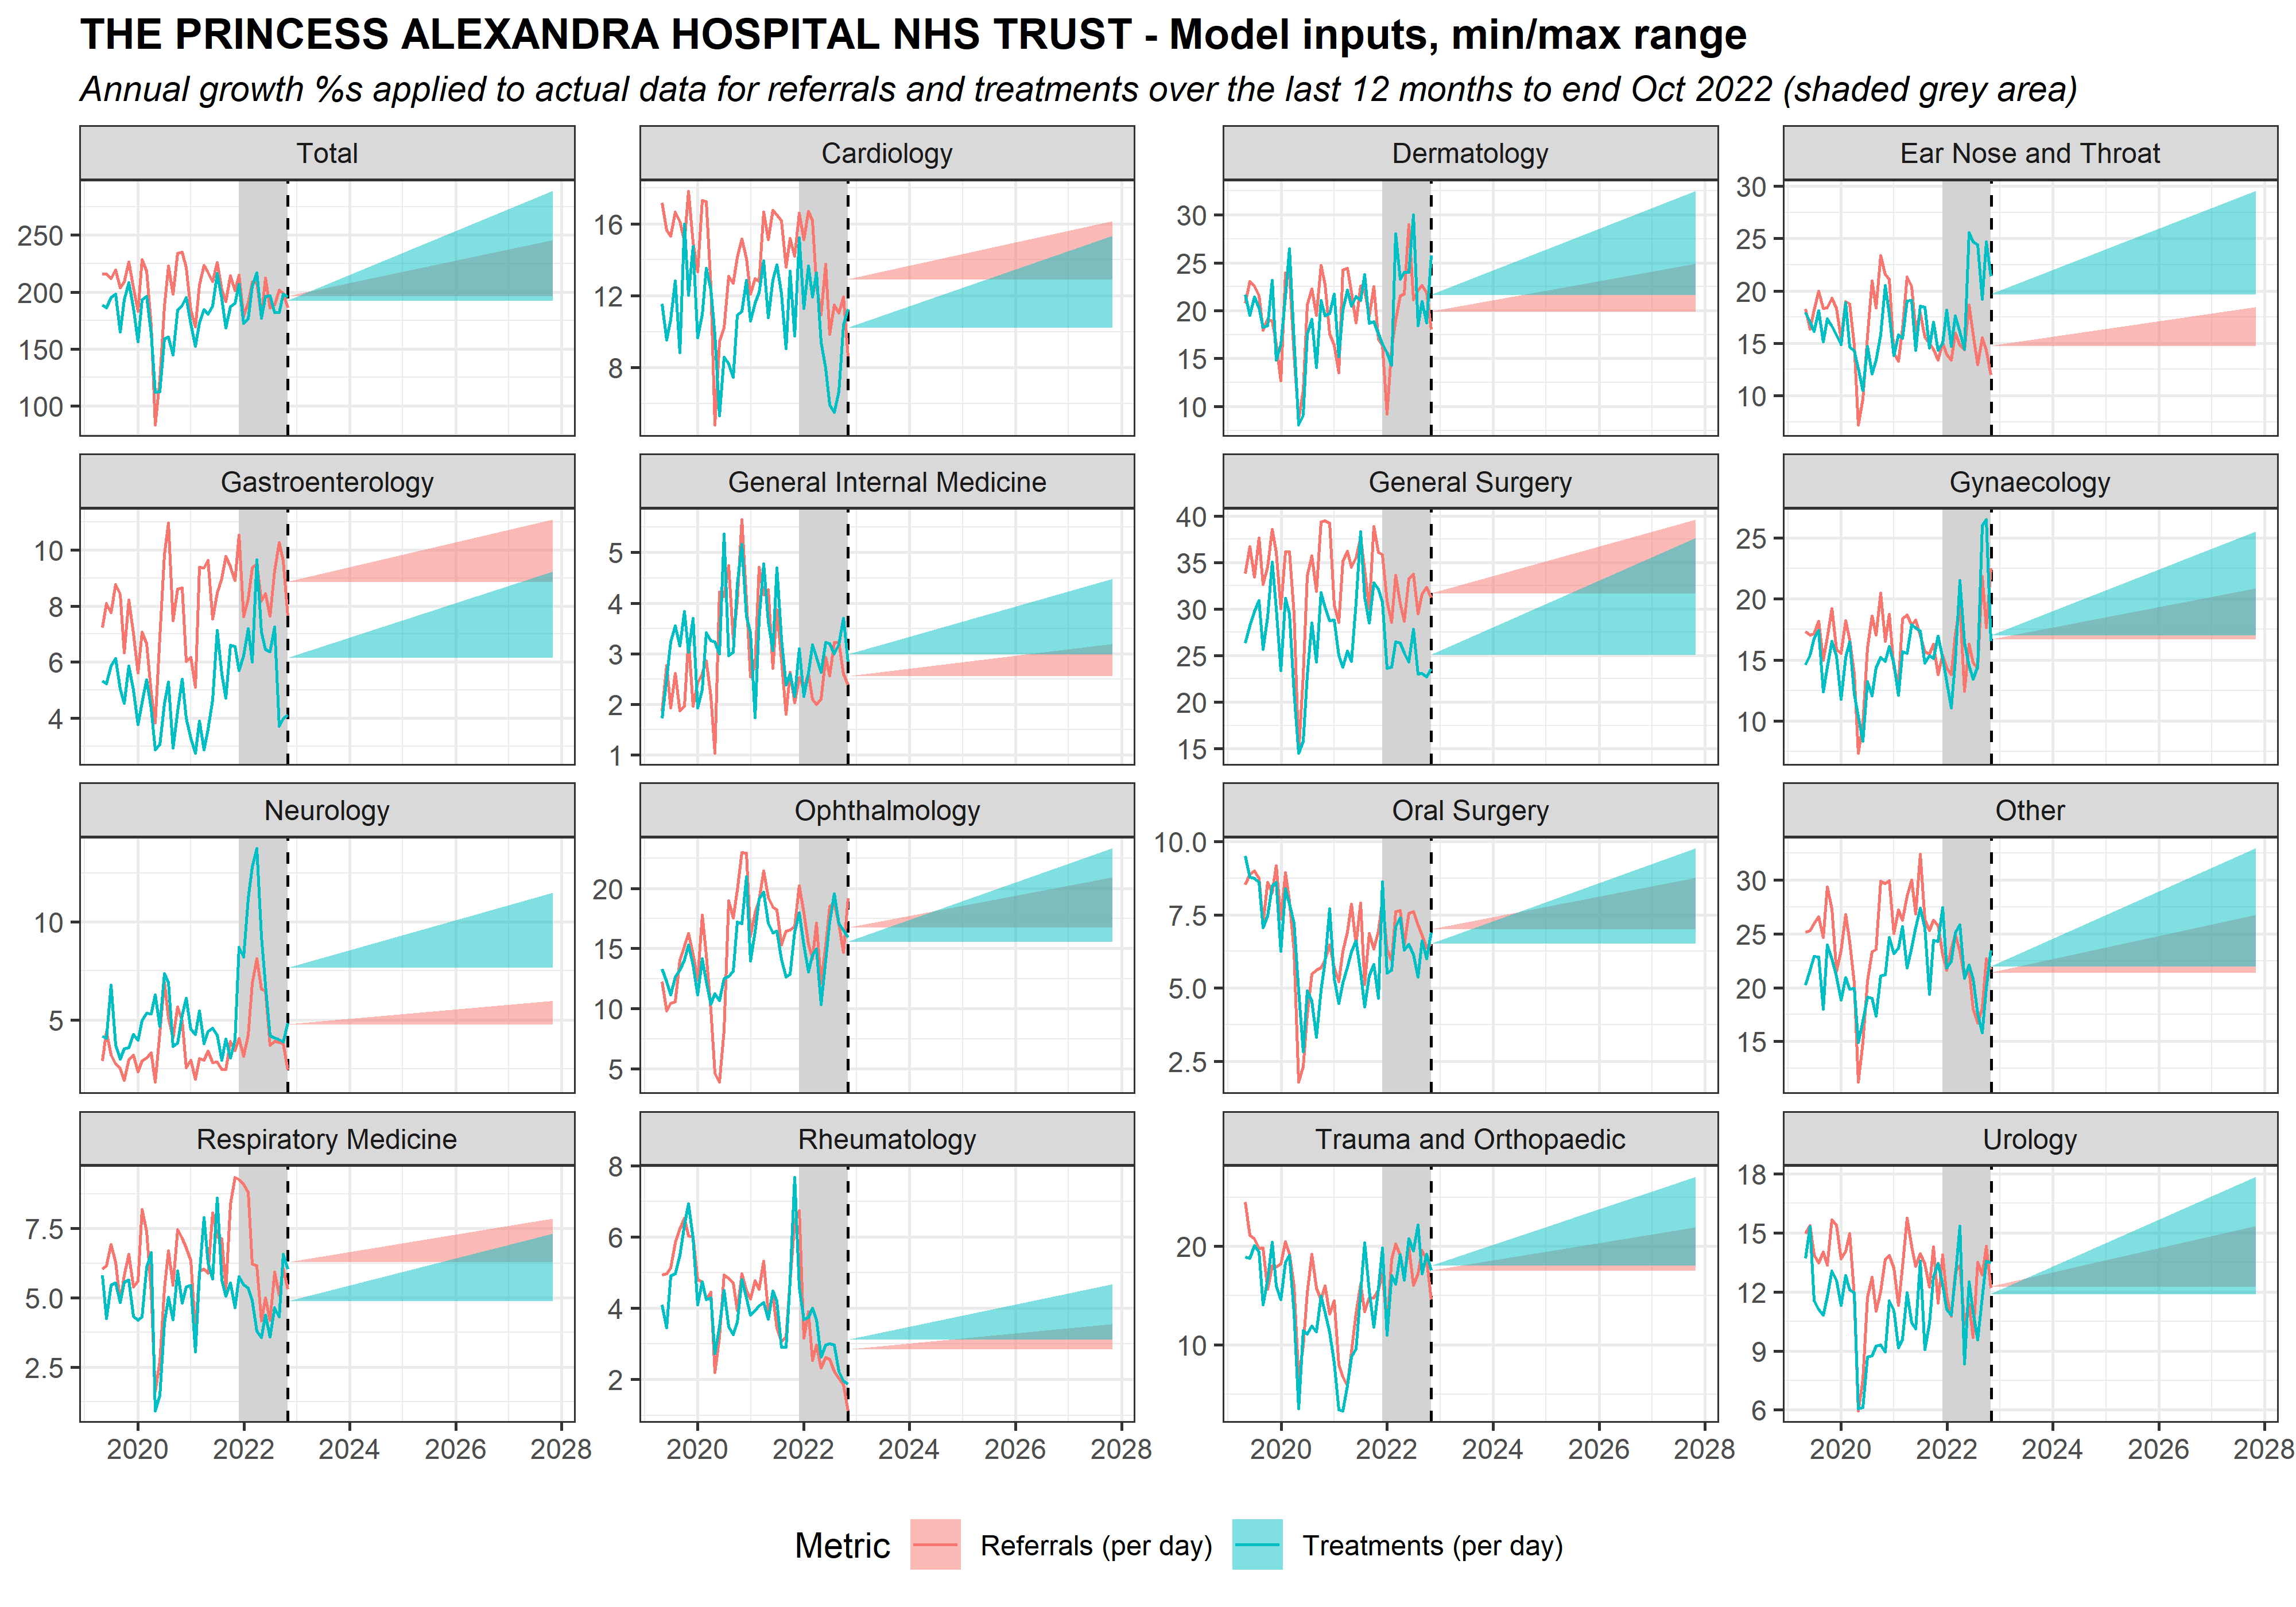 THE PRINCESS ALEXANDRA HOSPITAL NHS TRUST - Model inputs, min/max range
Annual growth %s applied to actual data for referrals and treatments over the last 12 months to end Oct 2022 (shaded grey area)
Total
Cardiology
Dermatology
Ear Nose and Throat
250
200
150
100
16
12
8
30
25
20
15
10
30
25
20
15
10
Gastroenterology
General Internal Medicine
General Surgery
Gynaecology
10
8
6
4
5
4
3
2
1
40
35
30
25
20
15
25
20
15
10
Neurology
Ophthalmology
Oral Surgery
Other
10
5
20
15
10
5
10.0
7.5
5.0
2.5
30
25
20
15
Respiratory Medicine
Rheumatology
Trauma and Orthopaedic
Urology
7.5
5.0
2.5
8
6
4
2
20
10
18
15
12
9
6
2020 2022 2024 2026 2028
2020 2022 2024 2026 2028
2020 2022 2024 2026 2028
2020 2022 2024 2026 2028
Metric Referrals (per day) Treatments (per day)